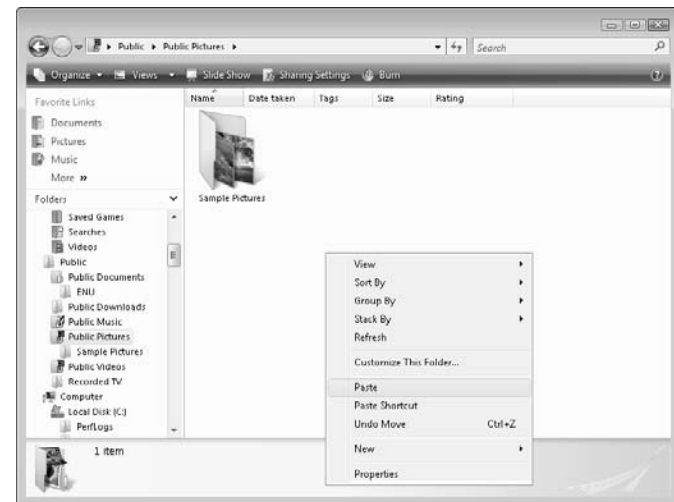 Public Public Pictures
Search
Organize Views Slide Show Sharing Settings Burn
Favorite Links
Documents
Pictures
Music
More »
Name Date taken Tags Size Rating
Sample Pictures
Folders
Saved Games
Searches
Videos
Public
Public Documents
ENU
Public Downloads
Public Music
Public Pictures
Sample Pictures
Public Videos
Recorded TV
Computer
Local Disk (C:)
PerfLogs
View
Sort By
Group By
Stack By
Refresh
Customize This Folder...
Paste
Paste Shortcut
Undo Move Ctrl+Z
New
Properties
1 item